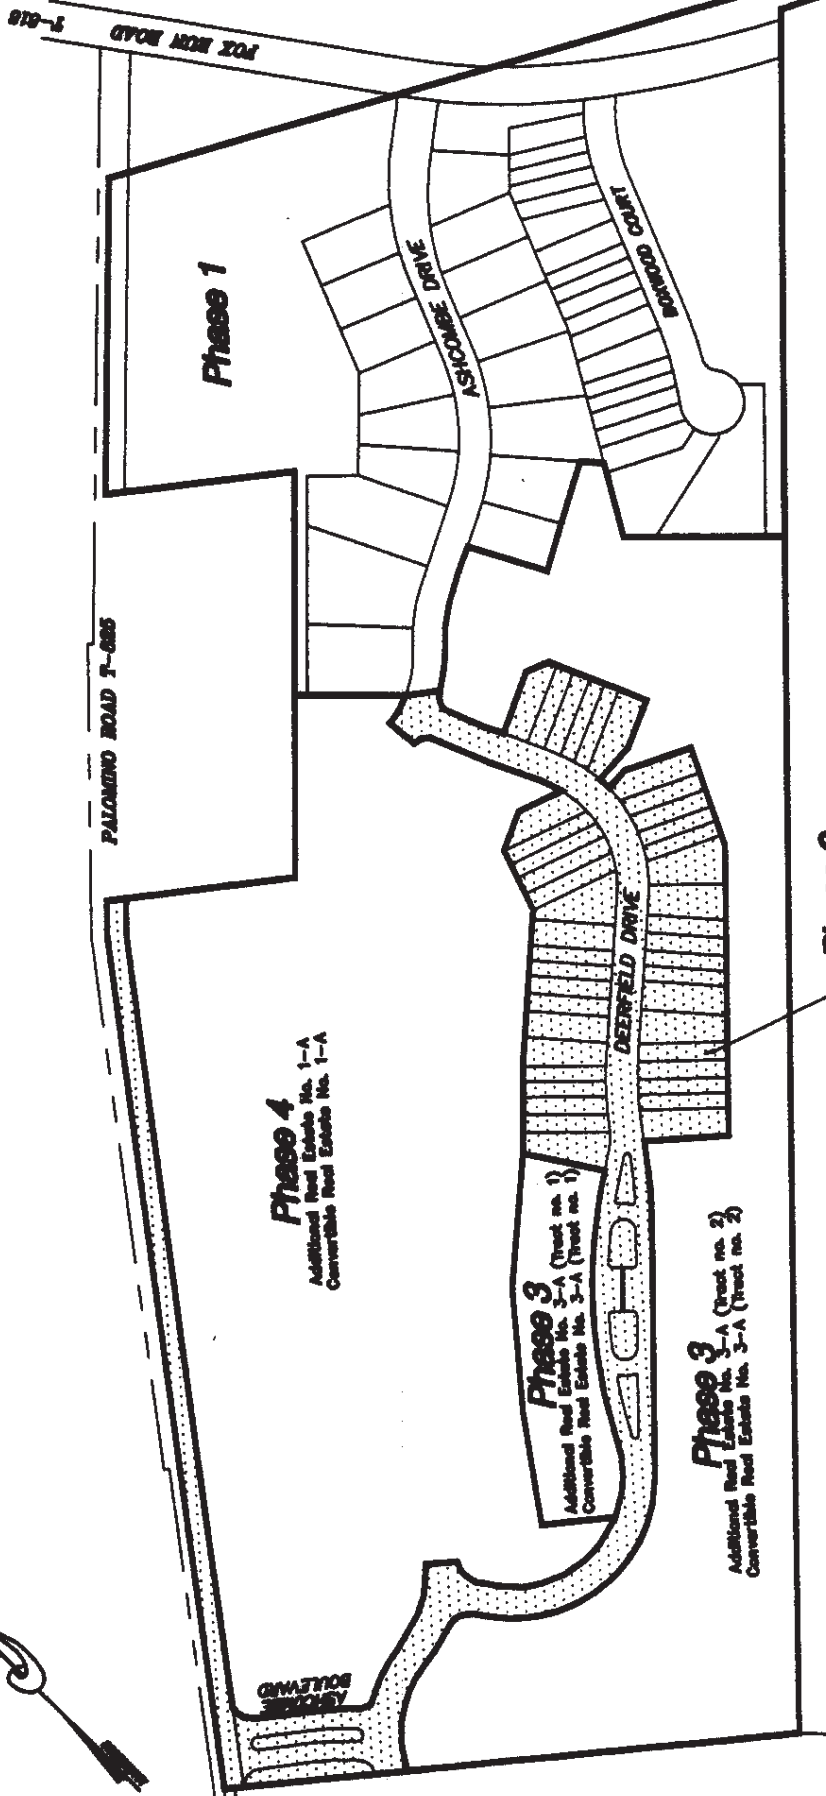 T-618
FOX RUN ROAD
Phase 1
ASHCOMBE DRIVE
BOXWOOD COURT
PALOMINO ROAD T-625
DEERFIELD DRIVE
Phase 4
Additional Real Estate No. 1-A
Convertible Real Estate No. 1-A
Phase 3
Additional Real Estate No. 3-A (Tract no. 1)
Convertible Real Estate No. 3-A (Tract no. 1)
Phase 3
Additional Real Estate No. 3-A (Tract no. 2)
Convertible Real Estate No. 3-A (Tract no. 2)
ASHCOMBE
BOULEVARD